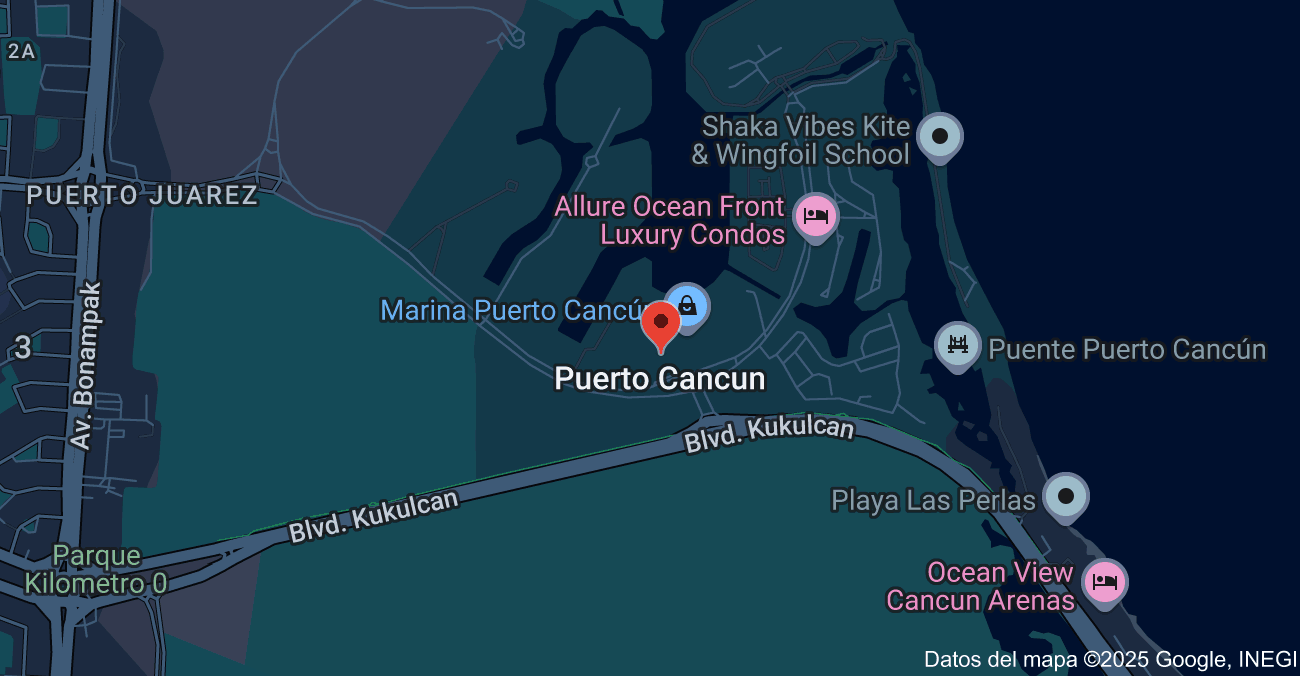 2A
Shaka Vibes Kite
& Wingfoil School
PUERTO JUAREZ
Allure Ocean Front
Luxury Condos
Marina Puerto Cancún
Puente Puerto Cancún
3
Av. Bonampak
Puerto Cancun
Blvd. Kukulcan
Blvd. Kukulcan
Playa Las Perlas
Parque
Kilometro 0
Ocean View
Cancun Arenas
Datos del mapa ©2025 Google, INEGI